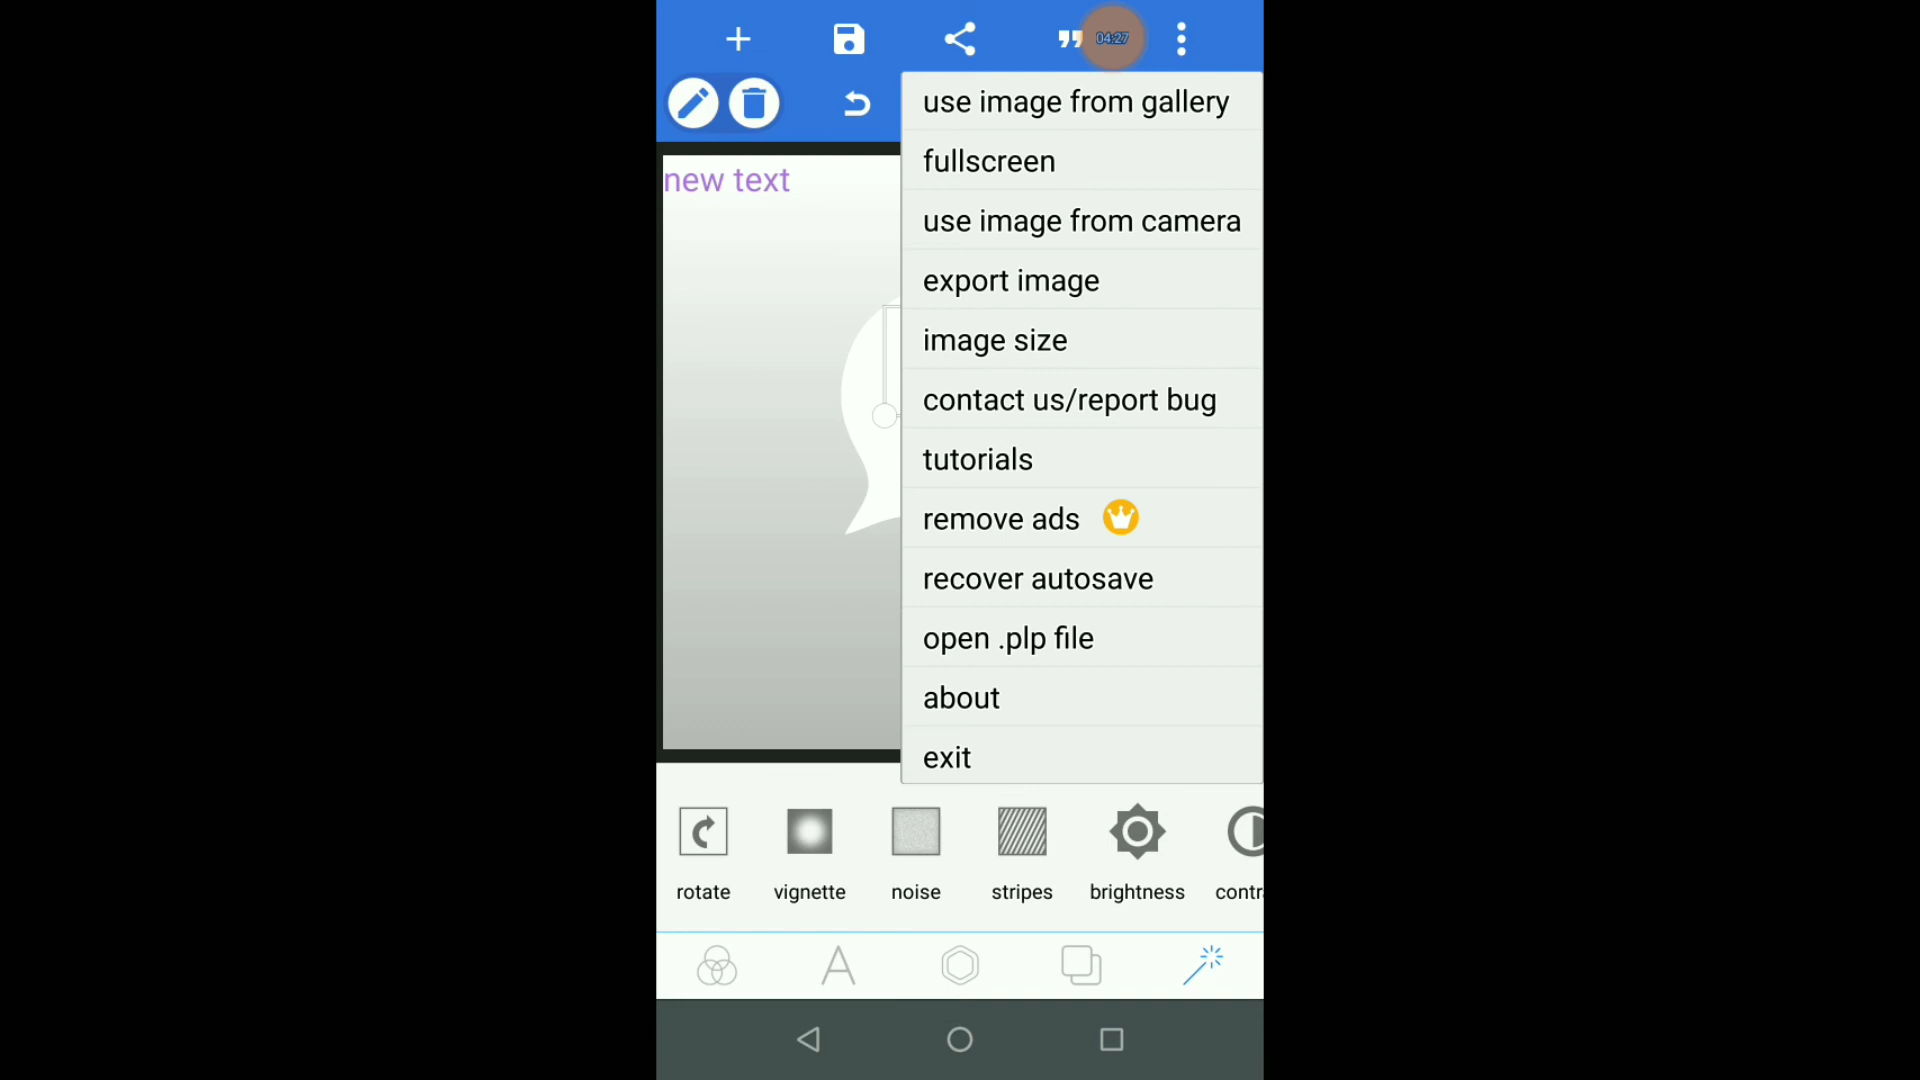 04:27
use image from gallery
fullscreen
new text
use image from camera
export image
image size
contact us/report bug
tutorials
remove ads
recover autosave
open .plp file
about
exit
rotate vignette noise stripes brightness contr